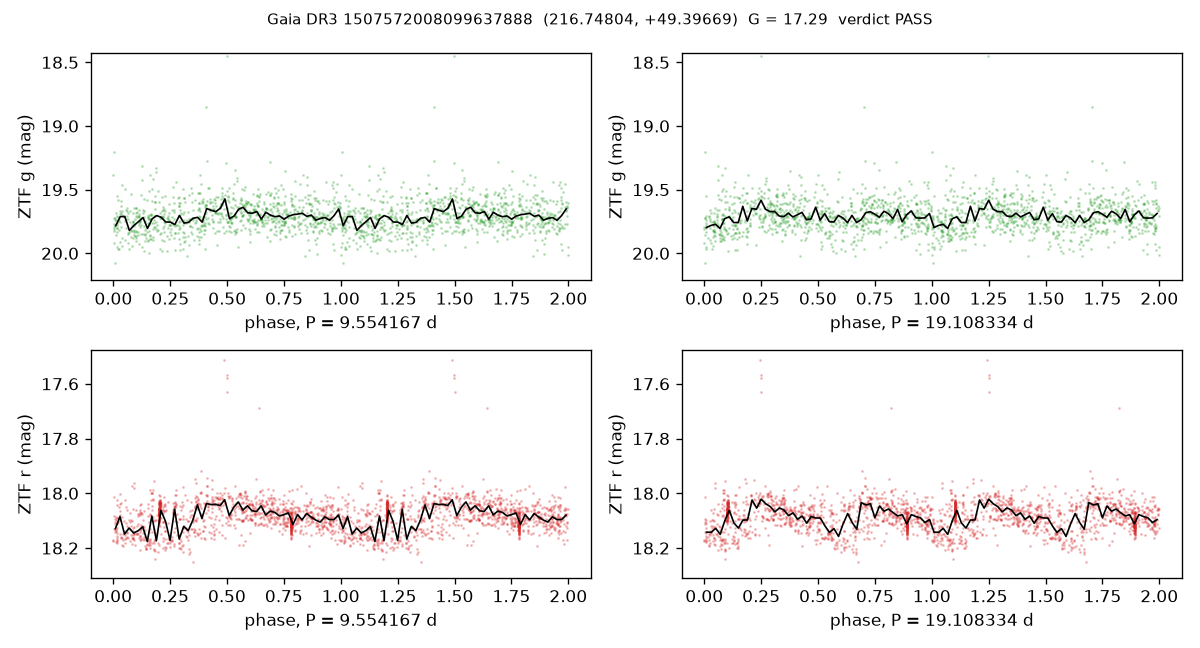 Gaia DR3 1507572008099637888  (216.74804, +49.39669)  G = 17.29  verdict PASS
ZTF g (mag)
18.5
19.0
19.5
20.0
0.00 0.25 0.50 0.75 1.00 1.25 1.50 1.75 2.00
phase, P = 9.554167 d
ZTF g (mag)
18.5
19.0
19.5
20.0
0.00 0.25 0.50 0.75 1.00 1.25 1.50 1.75 2.00
phase, P = 19.108334 d
ZTF r (mag)
17.6
17.8
18.0
18.2
0.00 0.25 0.50 0.75 1.00 1.25 1.50 1.75 2.00
phase, P = 9.554167 d
ZTF r (mag)
17.6
17.8
18.0
18.2
0.00 0.25 0.50 0.75 1.00 1.25 1.50 1.75 2.00
phase, P = 19.108334 d